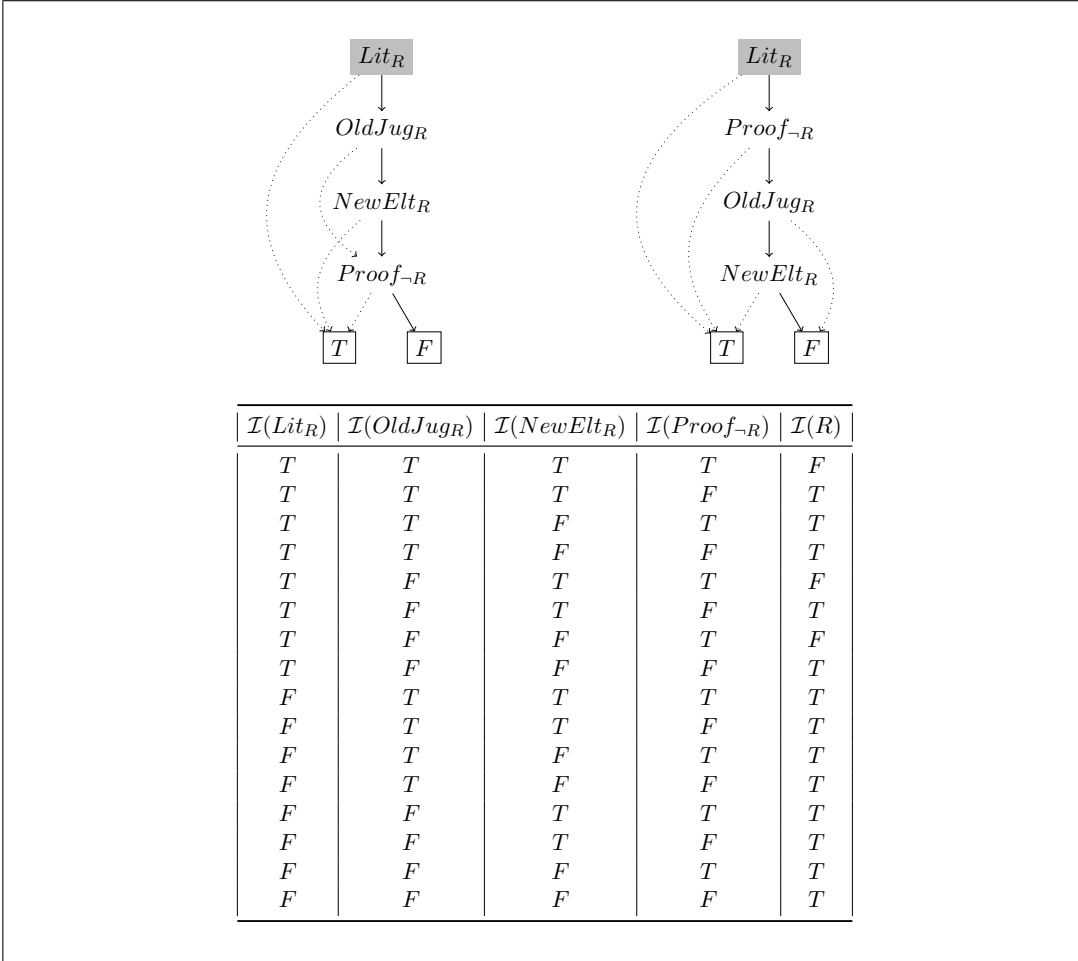 Lit_R Lit_R
OldJug_R Proof_¬R
NewElt_R OldJug_R
Proof_¬R NewElt_R
T F T F
I(Lit_R) I(OldJug_R) I(NewElt_R) I(Proof_¬R) I(R)
T T T T F
T T T F T
T T F T T
T T F F T
T F T T F
T F T F T
T F F T F
T F F F T
F T T T T
F T T F T
F T F T T
F T F F T
F F T T T
F F T F T
F F F T T
F F F F T